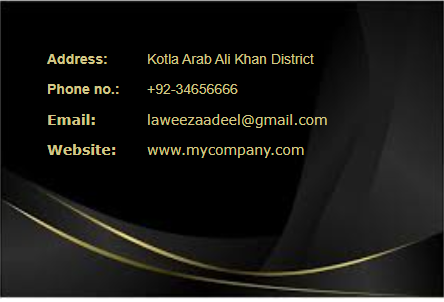 Address: Kotla Arab Ali Khan District
Phone no.: +92-34656666
Email: laweezaadeel@gmail.com
Website: www.mycompany.com